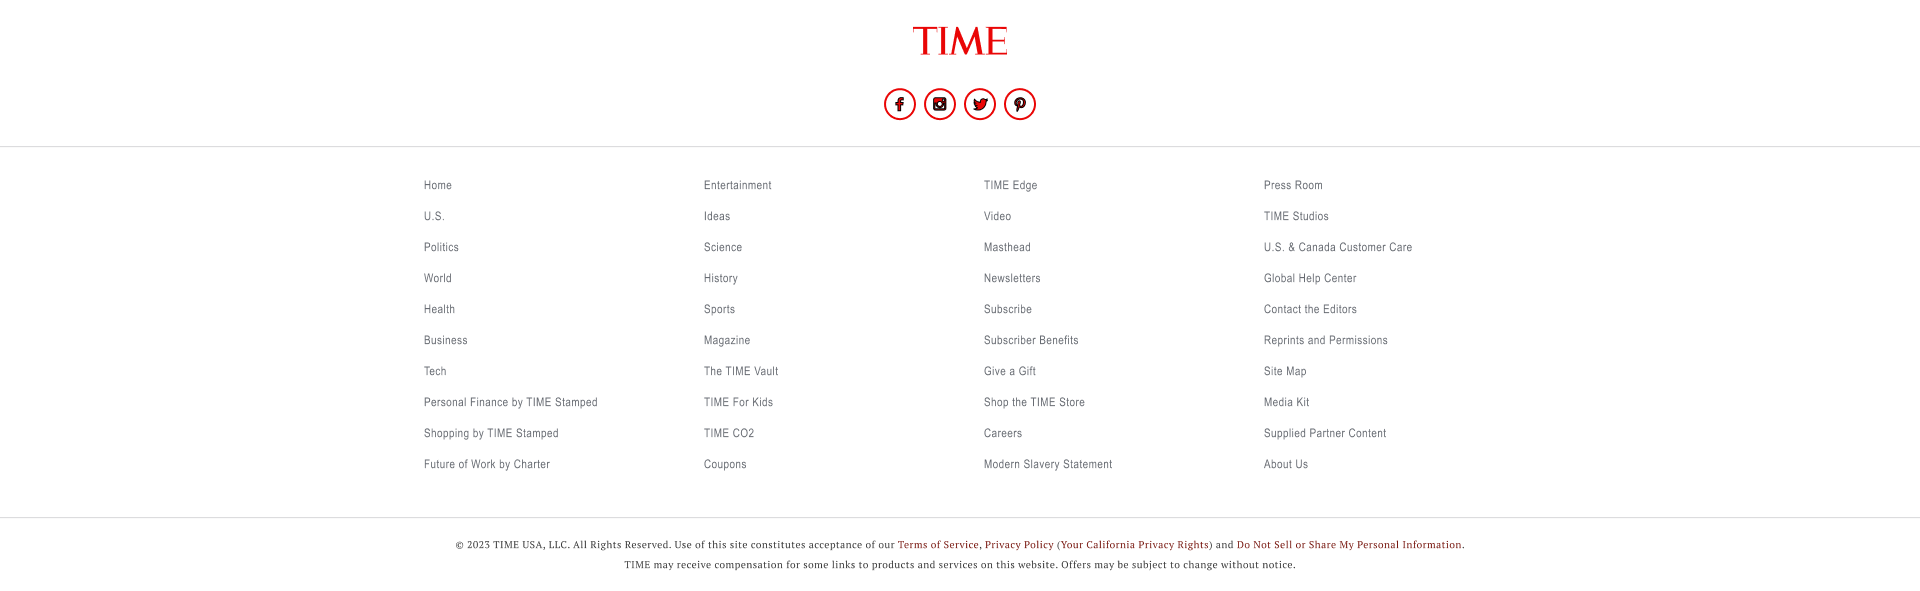 TIME
Home
U.S.
Politics
World
Health
Business
Tech
Personal Finance by TIME Stamped
Shopping by TIME Stamped
Future of Work by Charter
Entertainment
Ideas
Science
History
Sports
Magazine
The TIME Vault
TIME For Kids
TIME CO2
Coupons
TIME Edge
Video
Masthead
Newsletters
Subscribe
Subscriber Benefits
Give a Gift
Shop the TIME Store
Careers
Modern Slavery Statement
Press Room
TIME Studios
U.S. & Canada Customer Care
Global Help Center
Contact the Editors
Reprints and Permissions
Site Map
Media Kit
Supplied Partner Content
About Us
© 2023 TIME USA, LLC. All Rights Reserved. Use of this site constitutes acceptance of our Terms of Service, Privacy Policy (Your California Privacy Rights) and Do Not Sell or Share My Personal Information.
TIME may receive compensation for some links to products and services on this website. Offers may be subject to change without notice.